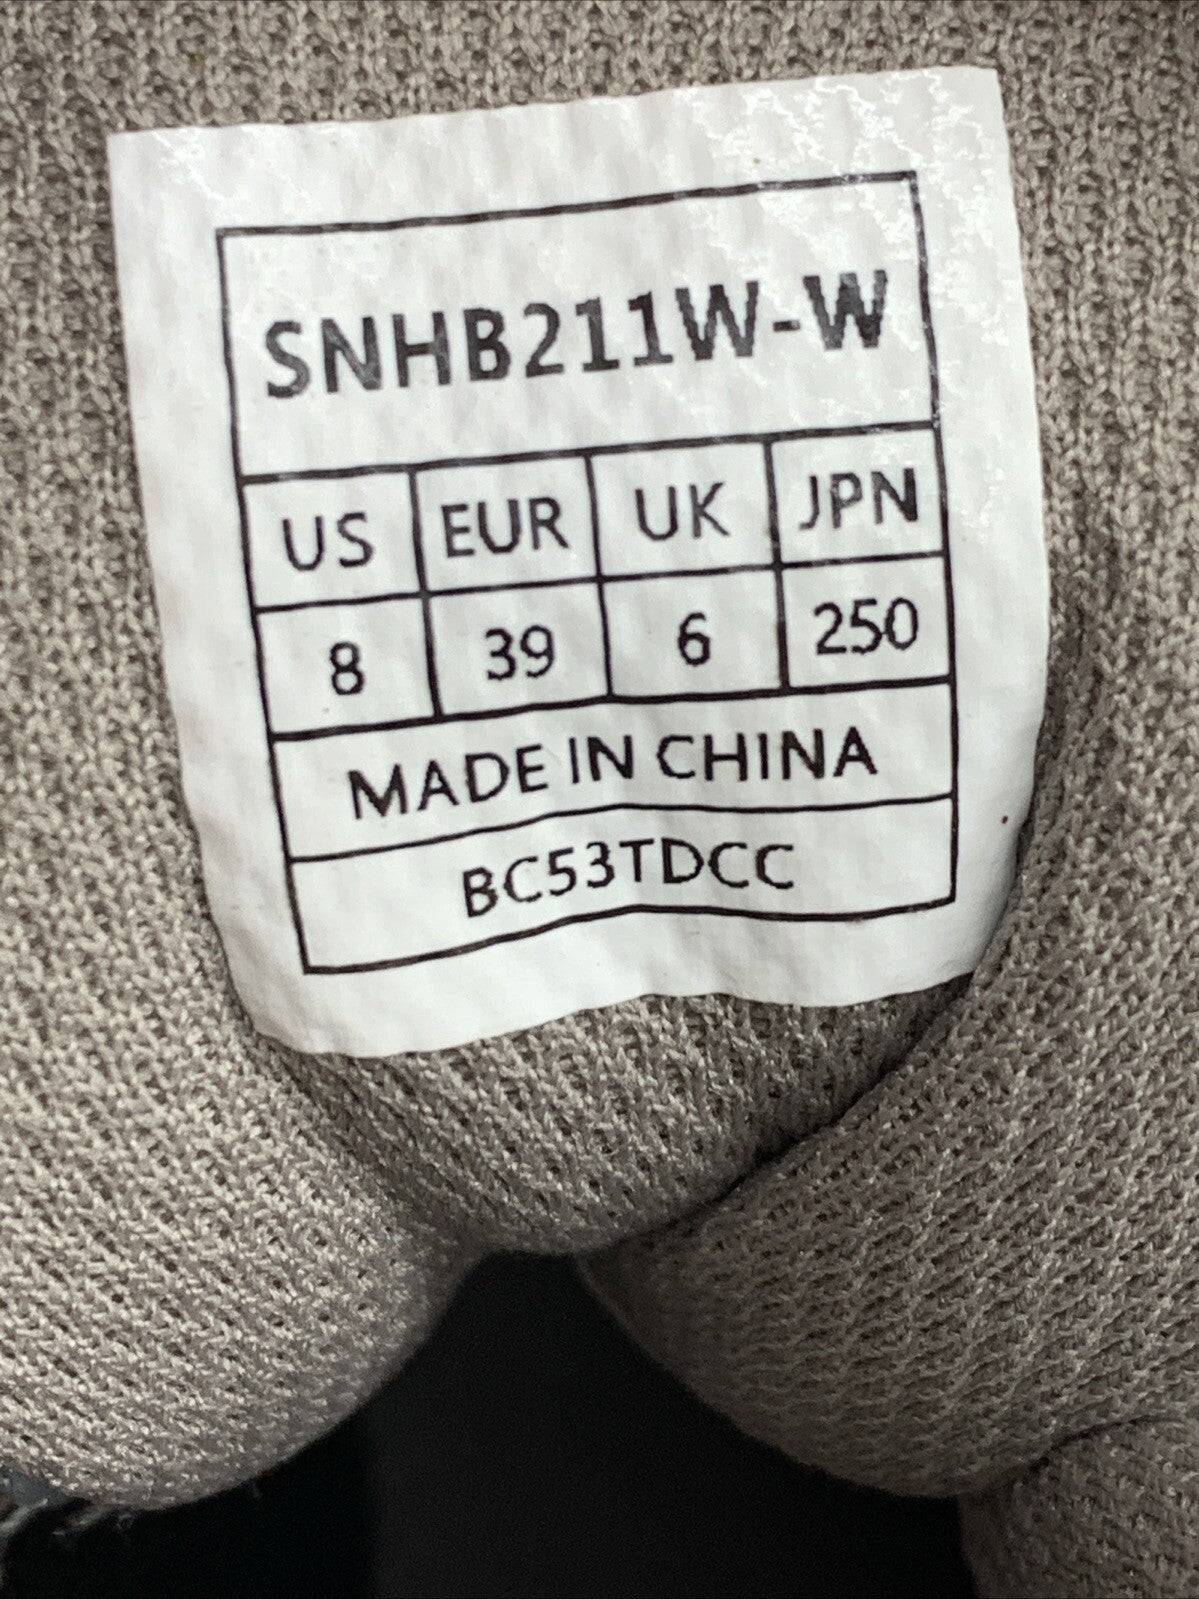 SNHB211W-W
US EUR UK JPN
8 39 6 250
MADE IN CHINA
BC53TDCC